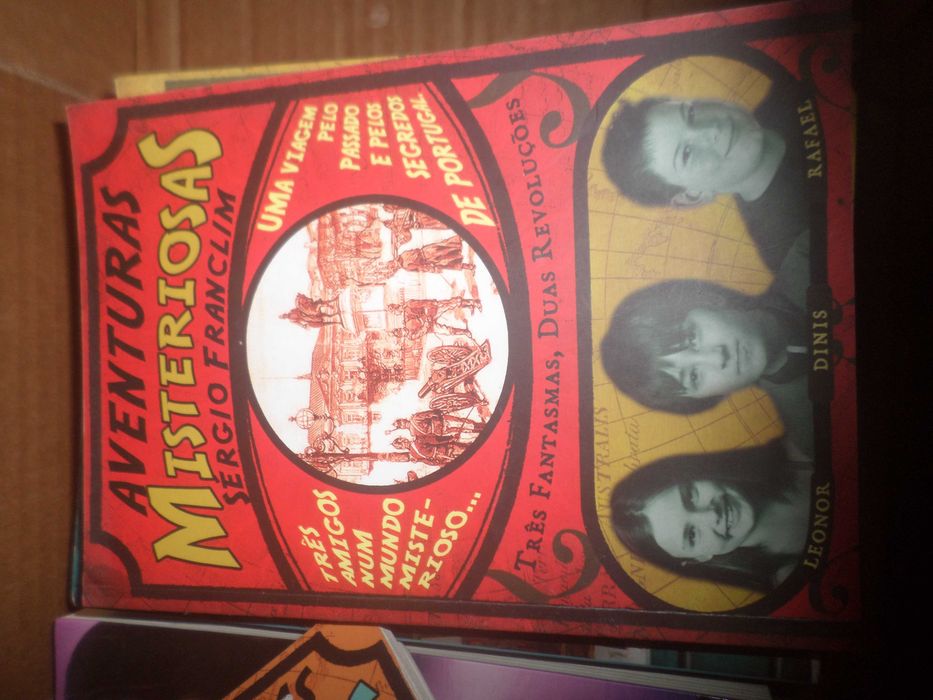 AVENTURAS
MISTERIOSAS
SÉRGIO FRANCLIM
TRÊS
AMIGOS
NUM
MUNDO
MISTE-
RIOSO...
UMA VIAGEM
PELO
PASSADO
E PELOS
SEGREDOS
DE PORTUGAL
TRÊS FANTASMAS, DUAS REVOLUÇÕES
LEONOR
DINIS
RAFAEL